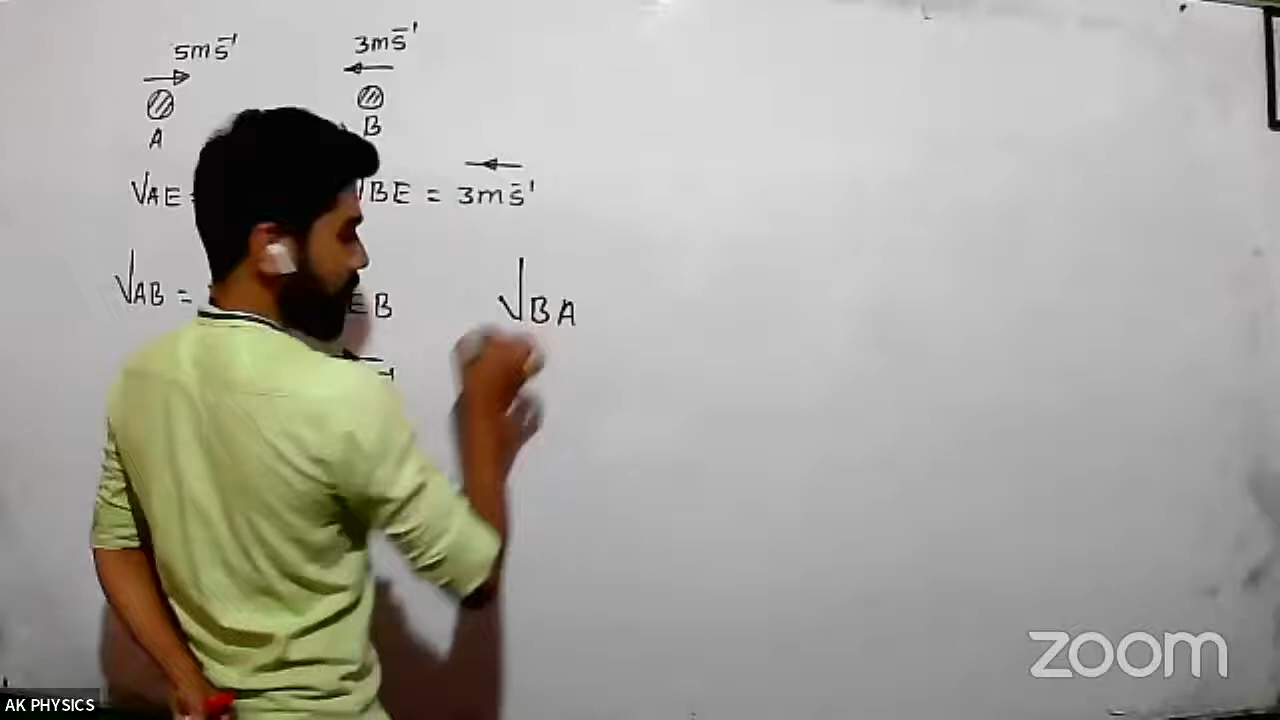 5ms⁻¹ 3ms⁻¹
A B
VAE = VBE = 3ms⁻¹
VAB = EB VBA
zoom
AK PHYSICS